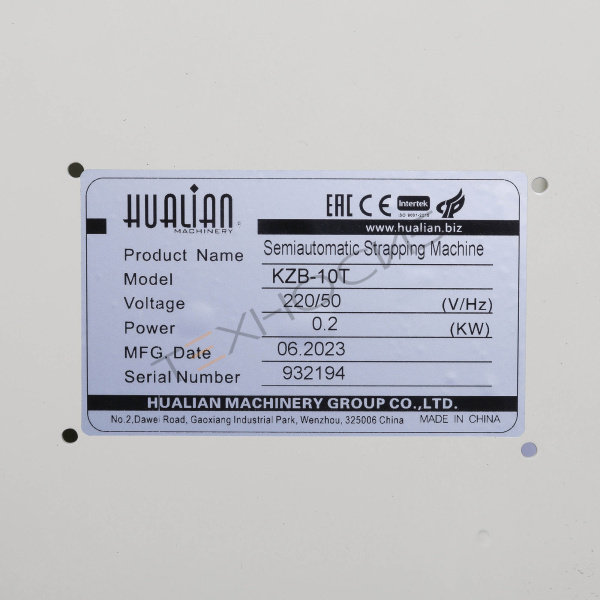 HUALIAN
MACHINERY
EAC CE Intertek
ISO 9001:2015
www.hualian.biz
Product Name Semiautomatic Strapping Machine
Model KZB-10T
Voltage 220/50 (V/Hz)
Power 0.2 (KW)
MFG. Date 06.2023
Serial Number 932194
HUALIAN MACHINERY GROUP CO.,LTD.
No.2,Dawei Road, Gaoxiang Industrial Park, Wenzhou, 325006 China MADE IN CHINA
ТЕХНОСИБ